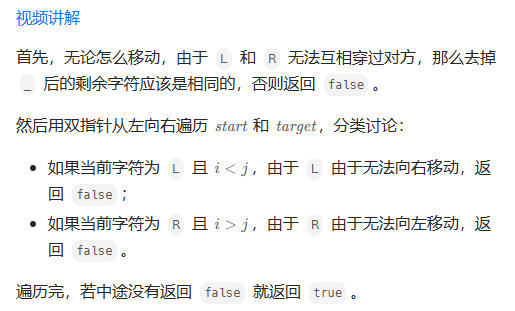 视频讲解
首先，无论怎么移动，由于 L 和 R 无法互相穿过对方，那么去掉
_ 后的剩余字符应该是相同的，否则返回 false 。
然后用双指针从左向右遍历 start 和 target，分类讨论：
• 如果当前字符为 L 且 i < j，由于 L 由于无法向右移动，返
回 false ；
• 如果当前字符为 R 且 i > j，由于 R 由于无法向左移动，返
回 false 。
遍历完，若中途没有返回 false 就返回 true 。